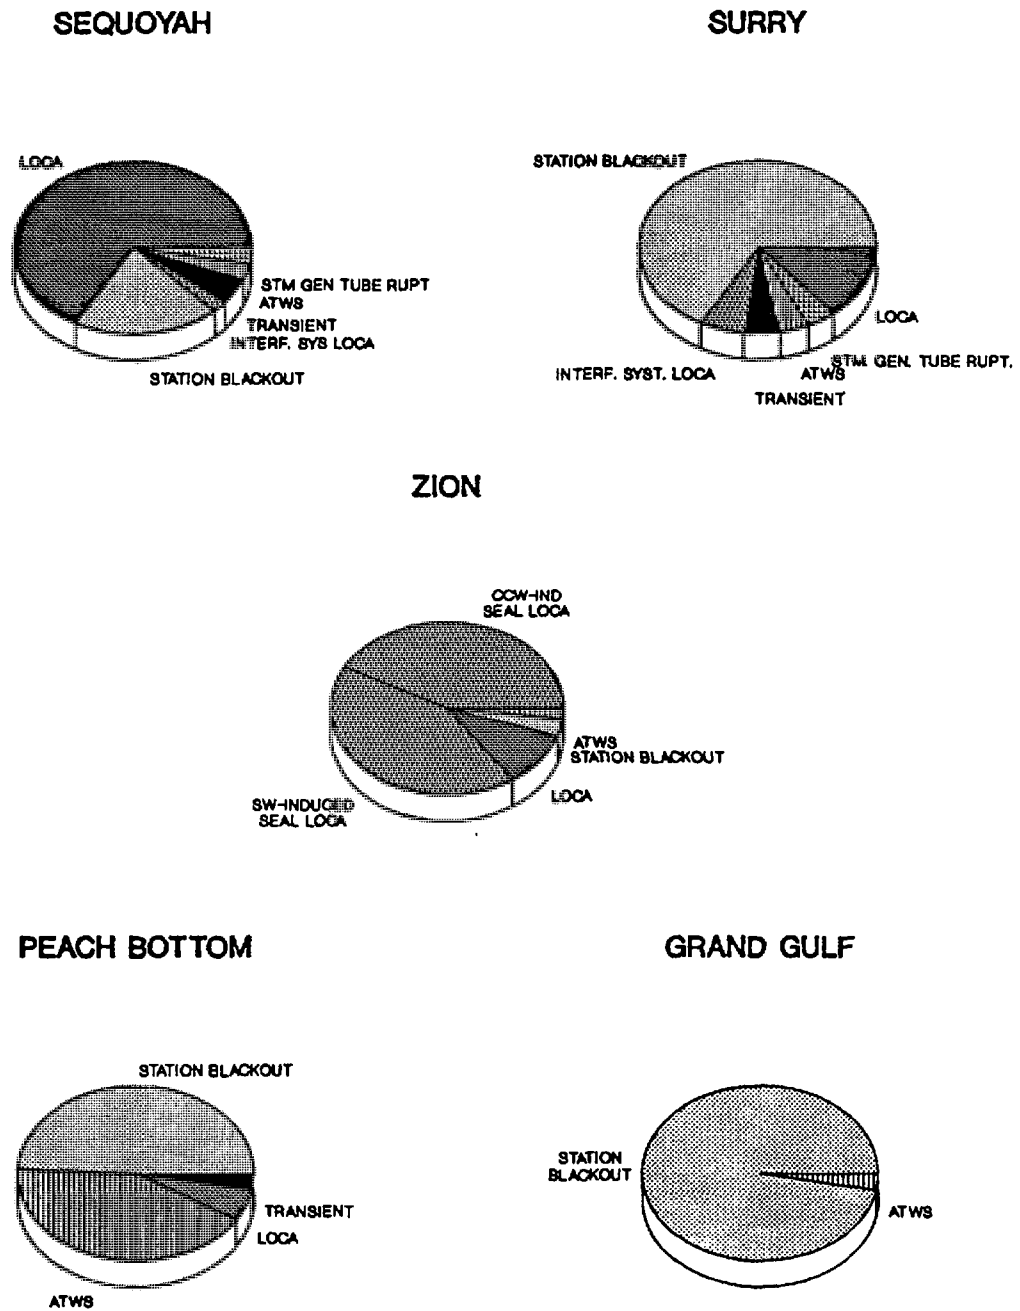 SEQUOYAH
SURRY
LOCA
STM GEN TUBE RUPT
ATWS
TRANSIENT
INTERF. SYS LOCA
STATION BLACKOUT
STATION BLACKOUT
LOCA
STM. GEN. TUBE RUPT.
ATWS
INTERF. SYST. LOCA
TRANSIENT
ZION
CCW-IND
SEAL LOCA
ATWS
STATION BLACKOUT
LOCA
SW-INDUCED
SEAL LOCA
PEACH BOTTOM
GRAND GULF
STATION BLACKOUT
TRANSIENT
LOCA
ATWS
STATION
BLACKOUT
ATWS